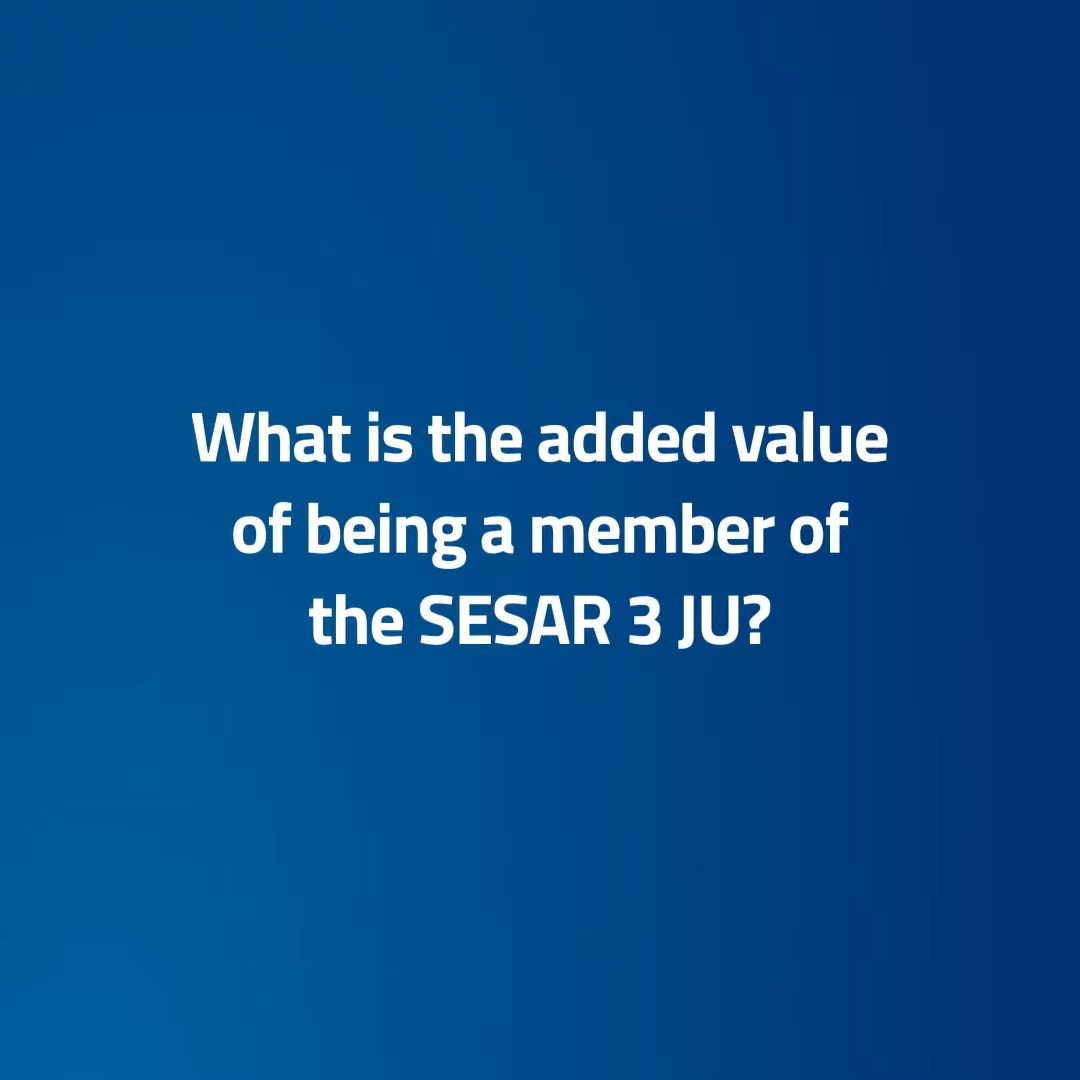 What is the added value
of being a member of
the SESAR 3 JU?